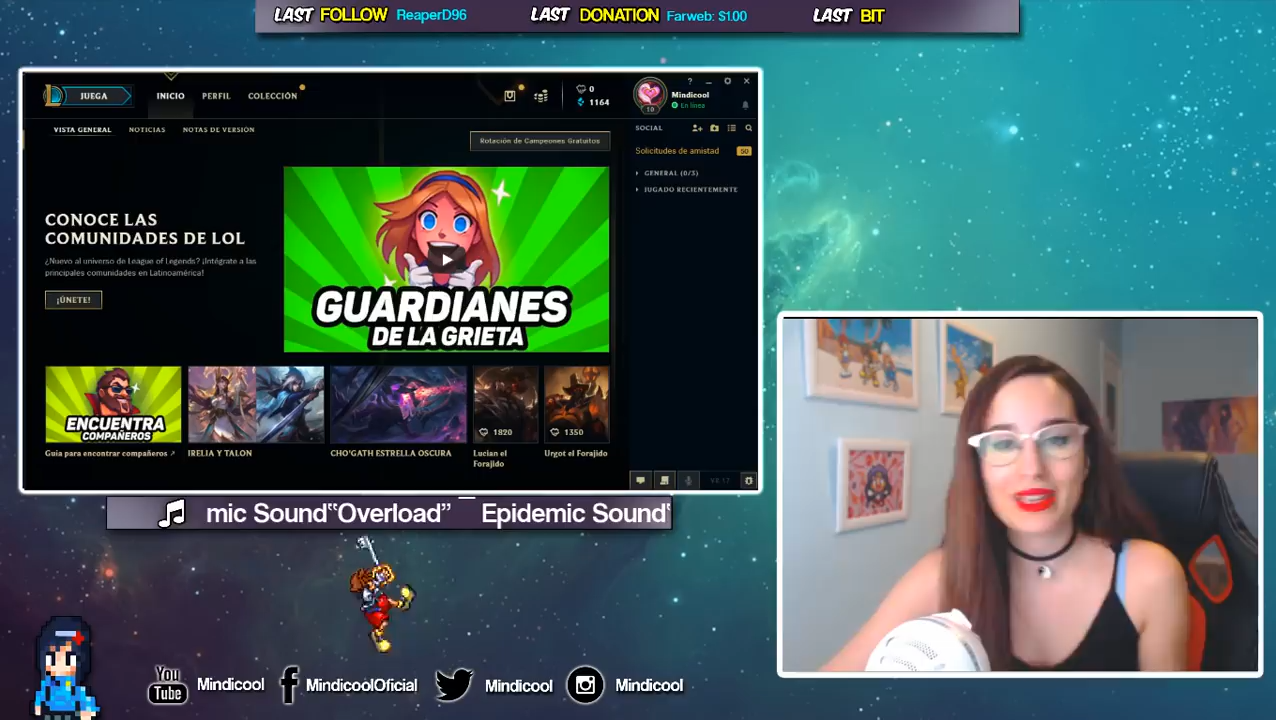 LAST FOLLOW ReaperD96
LAST DONATION Farweb: $1.00
LAST BIT
JUEGA
INICIO
PERFIL
COLECCIÓN
0
1164
10
Mindicool
En línea
VISTA GENERAL
NOTICIAS
NOTAS DE VERSIÓN
Rotación de Campeones Gratuitos
SOCIAL
Solicitudes de amistad 50
GENERAL (0/3)
JUGADO RECIENTEMENTE
CONOCE LAS
COMUNIDADES DE LOL
¿Nuevo al universo de League of Legends? ¡Intégrate a las
principales comunidades en Latinoamérica!
¡ÚNETE!
GUARDIANES
DE LA GRIETA
ENCUENTRA
COMPAÑEROS
Guía para encontrar compañeros
IRELIA Y TALON
CHO'GATH ESTRELLA OSCURA
1820
Lucian el
Forajido
1350
Urgot el Forajido
V8.17
mic Sound“Overload” Epidemic Sound“
You
Tube
Mindicool
MindicoolOficial
Mindicool
Mindicool